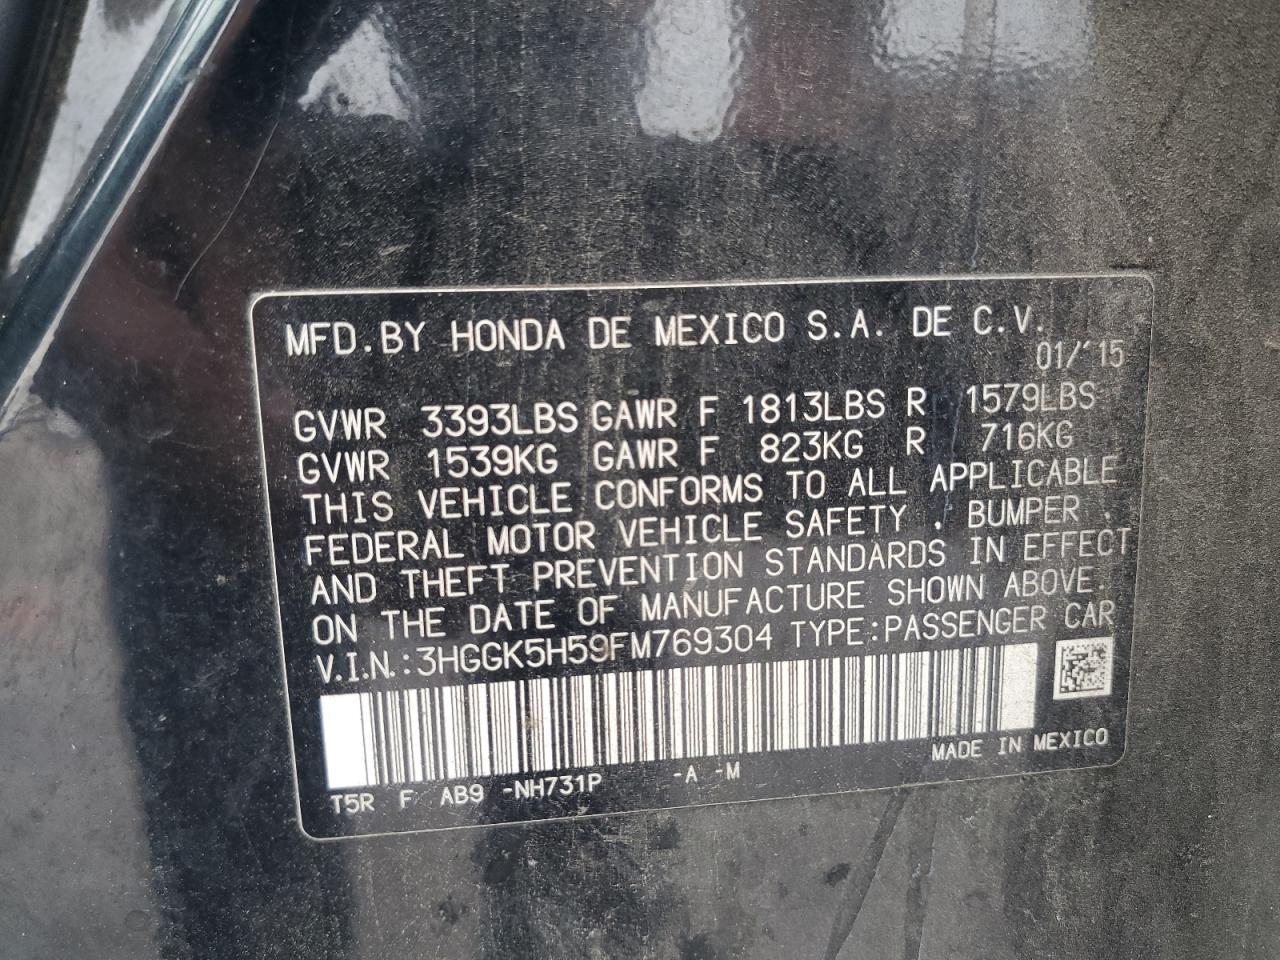 MFD.BY HONDA DE MEXICO S.A. DE C.V.
01/'15
GVWR 3393LBS GAWR F 1813LBS R 1579LBS
GVWR 1539KG GAWR F 823KG R 716KG
THIS VEHICLE CONFORMS TO ALL APPLICABLE
FEDERAL MOTOR VEHICLE SAFETY , BUMPER ,
AND THEFT PREVENTION STANDARDS IN EFFECT
ON THE DATE OF MANUFACTURE SHOWN ABOVE.
V.I.N.:3HGGK5H59FM769304 TYPE:PASSENGER CAR
MADE IN MEXICO
T5R F AB9 -NH731P -A -M